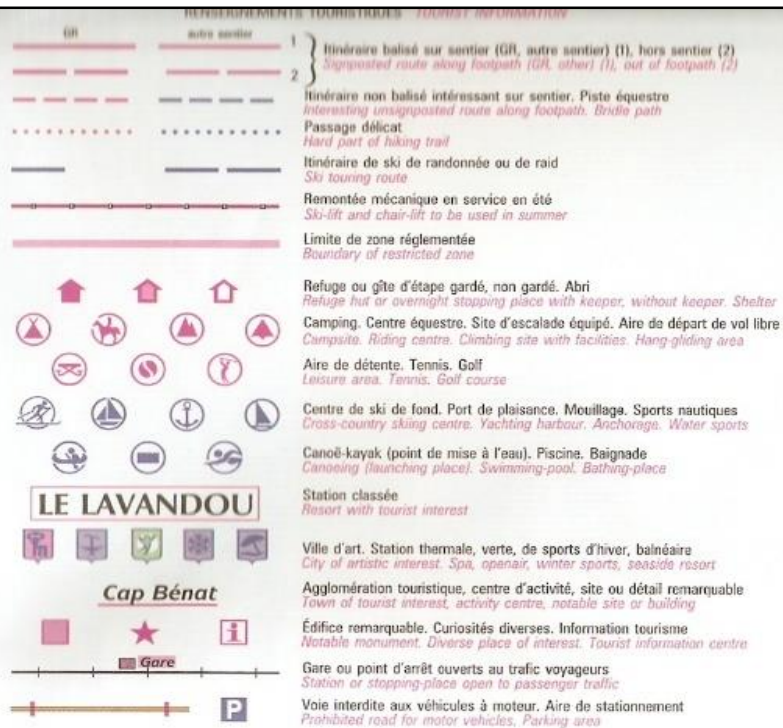 RENSEIGNEMENTS TOURISTIQUES TOURIST INFORMATION
GR autre sentier
1
2
Itinéraire balisé sur sentier (GR, autre sentier) (1), hors sentier (2)
Signposted route along footpath (GR, other) (1), out of footpath (2)
Itinéraire non balisé intéressant sur sentier. Piste équestre
Interesting unsignposted route along footpath. Bridle path
Passage délicat
Hard part of hiking trail
Itinéraire de ski de randonnée ou de raid
Ski touring route
Remontée mécanique en service en été
Ski-lift and chair-lift to be used in summer
Limite de zone réglementée
Boundary of restricted zone
Refuge ou gîte d'étape gardé, non gardé. Abri
Refuge hut or overnight stopping place with keeper, without keeper. Shelter
Camping. Centre équestre. Site d'escalade équipé. Aire de départ de vol libre
Campsite. Riding centre. Climbing site with facilities. Hang-gliding area
Aire de détente. Tennis. Golf
Leisure area. Tennis. Golf course
Centre de ski de fond. Port de plaisance. Mouillage. Sports nautiques
Cross-country skiing centre. Yachting harbour. Anchorage. Water sports
Canoë-kayak (point de mise à l'eau). Piscine. Baignade
Canoeing (launching place). Swimming-pool. Bathing-place
LE LAVANDOU
Station classée
Resort with tourist interest
Ville d'art. Station thermale, verte, de sports d'hiver, balnéaire
City of artistic interest. Spa, openair, winter sports, seaside resort
Cap Bénat
Agglomération touristique, centre d'activité, site ou détail remarquable
Town of tourist interest, activity centre, notable site or building
i
Édifice remarquable. Curiosités diverses. Information tourisme
Notable monument. Diverse place of interest. Tourist information centre
Gare
Gare ou point d'arrêt ouverts au trafic voyageurs
Station or stopping-place open to passenger traffic
P
Voie interdite aux véhicules à moteur. Aire de stationnement
Prohibited road for motor vehicles. Parking area